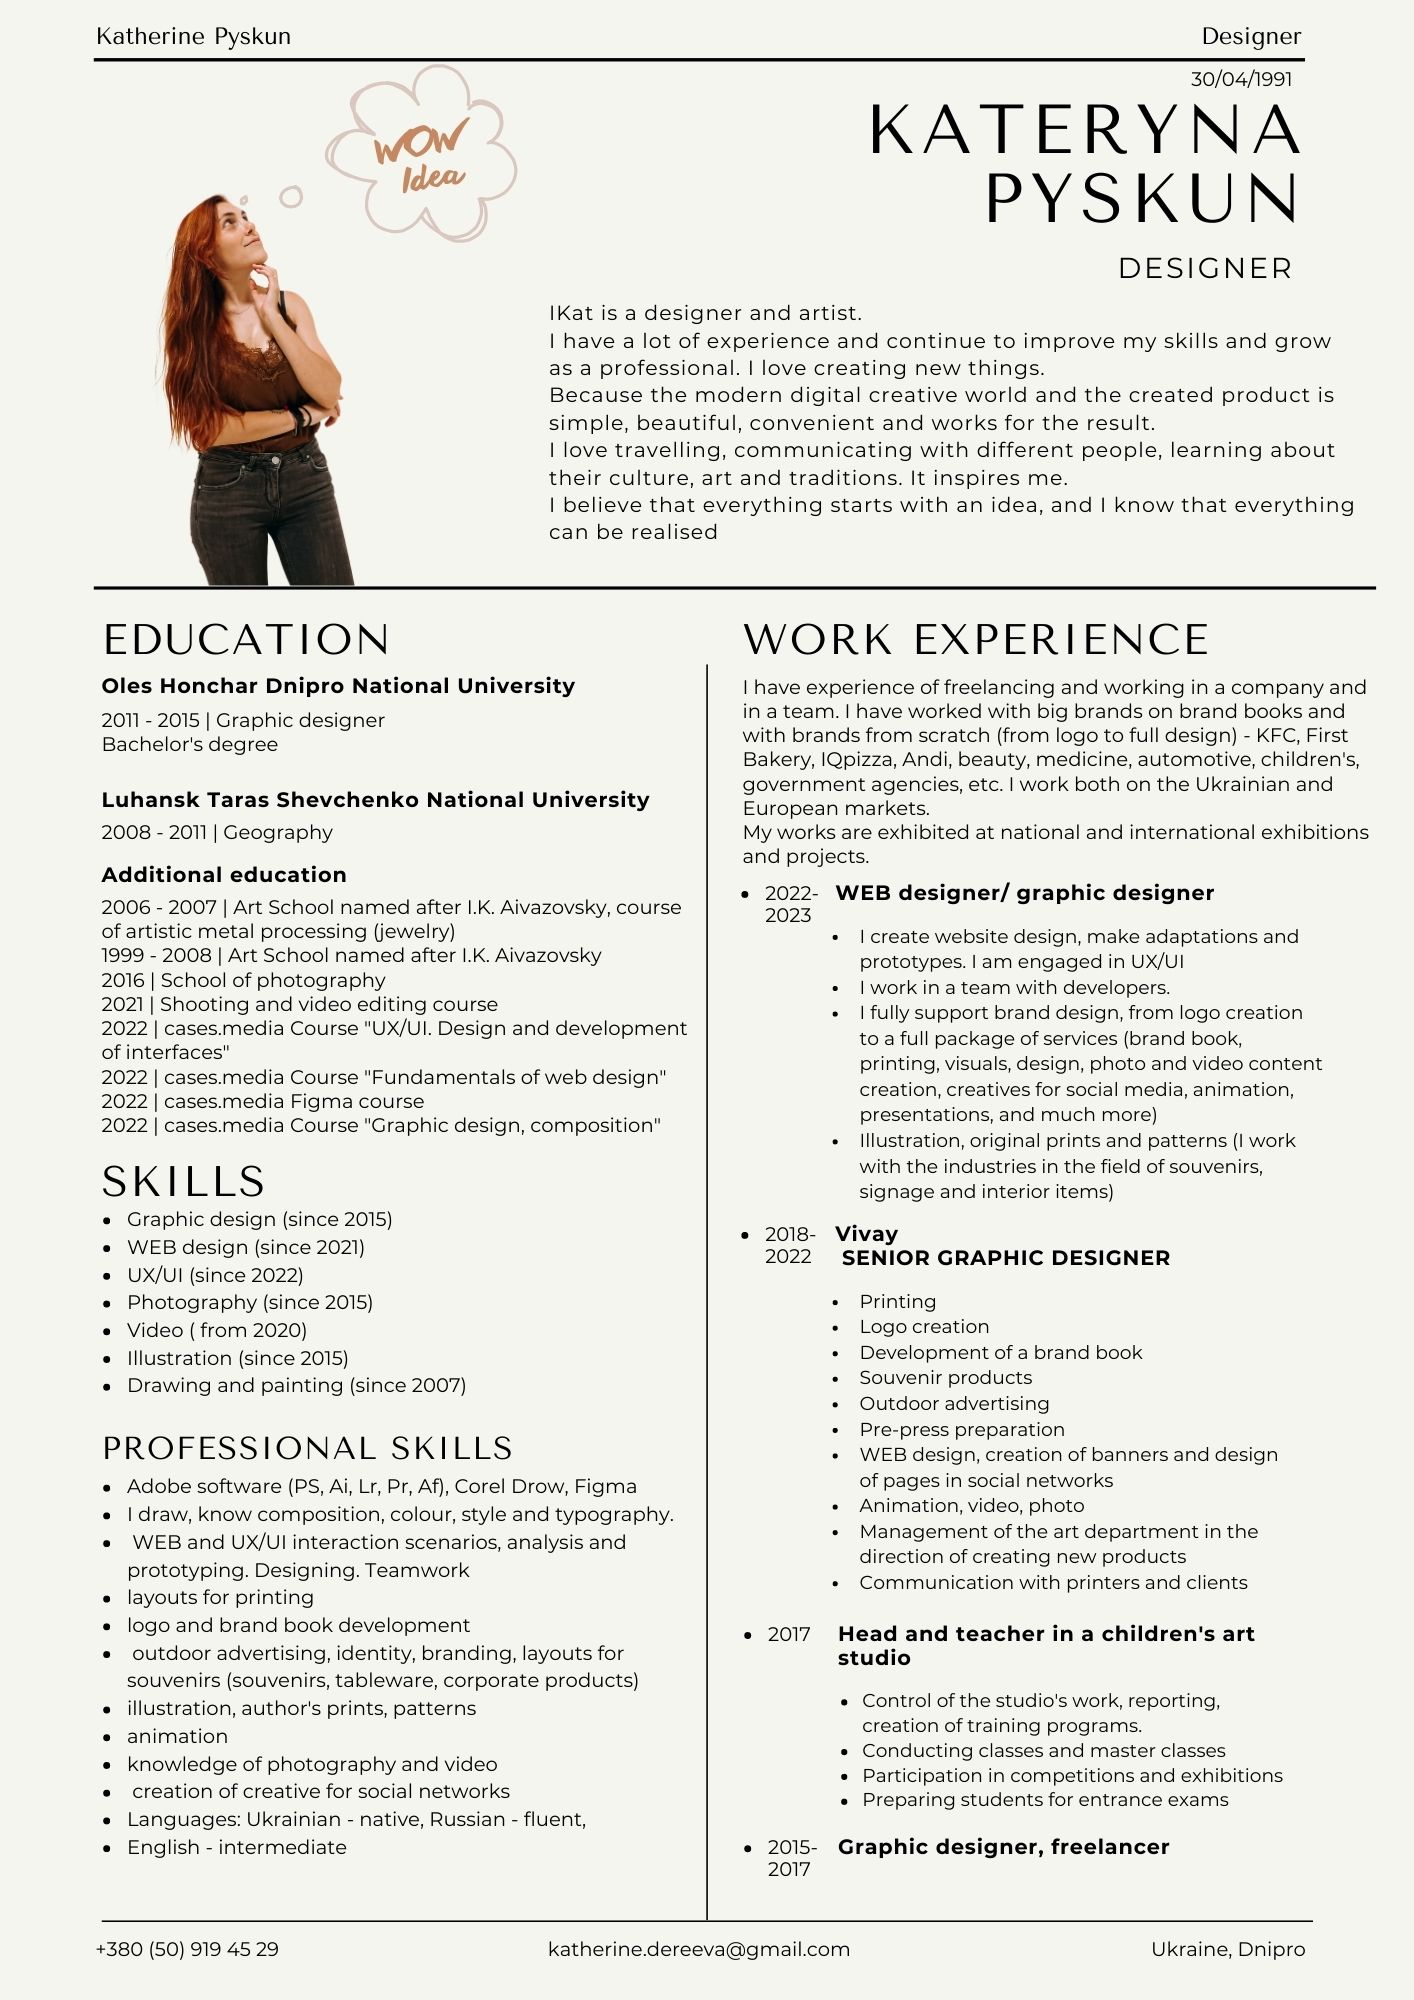 Katherine Pyskun
Designer
30/04/1991
WOW
Idea
KATERYNA
PYSKUN
DESIGNER
IKat is a designer and artist.
I have a lot of experience and continue to improve my skills and grow
as a professional. I love creating new things.
Because the modern digital creative world and the created product is
simple, beautiful, convenient and works for the result.
I love travelling, communicating with different people, learning about
their culture, art and traditions. It inspires me.
I believe that everything starts with an idea, and I know that everything
can be realised
EDUCATION
Oles Honchar Dnipro National University
2011 - 2015 | Graphic designer
Bachelor's degree
Luhansk Taras Shevchenko National University
2008 - 2011 | Geography
Additional education
2006 - 2007 | Art School named after I.K. Aivazovsky, course
of artistic metal processing (jewelry)
1999 - 2008 | Art School named after I.K. Aivazovsky
2016 | School of photography
2021 | Shooting and video editing course
2022 | cases.media Course "UX/UI. Design and development
of interfaces"
2022 | cases.media Course "Fundamentals of web design"
2022 | cases.media Figma course
2022 | cases.media Course "Graphic design, composition"
SKILLS
• Graphic design (since 2015)
• WEB design (since 2021)
• UX/UI (since 2022)
• Photography (since 2015)
• Video ( from 2020)
• Illustration (since 2015)
• Drawing and painting (since 2007)
PROFESSIONAL SKILLS
• Adobe software (PS, Ai, Lr, Pr, Af), Corel Drow, Figma
• I draw, know composition, colour, style and typography.
• WEB and UX/UI interaction scenarios, analysis and
prototyping. Designing. Teamwork
• layouts for printing
• logo and brand book development
• outdoor advertising, identity, branding, layouts for
souvenirs (souvenirs, tableware, corporate products)
• illustration, author's prints, patterns
• animation
• knowledge of photography and video
• creation of creative for social networks
• Languages: Ukrainian - native, Russian - fluent,
• English - intermediate
WORK EXPERIENCE
I have experience of freelancing and working in a company and
in a team. I have worked with big brands on brand books and
with brands from scratch (from logo to full design) - KFC, First
Bakery, IQpizza, Andi, beauty, medicine, automotive, children's,
government agencies, etc. I work both on the Ukrainian and
European markets.
My works are exhibited at national and international exhibitions
and projects.
• 2022-
2023
WEB designer/ graphic designer
• I create website design, make adaptations and
prototypes. I am engaged in UX/UI
• I work in a team with developers.
• I fully support brand design, from logo creation
to a full package of services (brand book,
printing, visuals, design, photo and video content
creation, creatives for social media, animation,
presentations, and much more)
• Illustration, original prints and patterns (I work
with the industries in the field of souvenirs,
signage and interior items)
• 2018-
2022
Vivay
SENIOR GRAPHIC DESIGNER
• Printing
• Logo creation
• Development of a brand book
• Souvenir products
• Outdoor advertising
• Pre-press preparation
• WEB design, creation of banners and design
of pages in social networks
• Animation, video, photo
• Management of the art department in the
direction of creating new products
• Communication with printers and clients
• 2017
Head and teacher in a children's art
studio
• Control of the studio's work, reporting,
creation of training programs.
• Conducting classes and master classes
• Participation in competitions and exhibitions
• Preparing students for entrance exams
• 2015-
2017
Graphic designer, freelancer
+380 (50) 919 45 29
katherine.dereeva@gmail.com
Ukraine, Dnipro